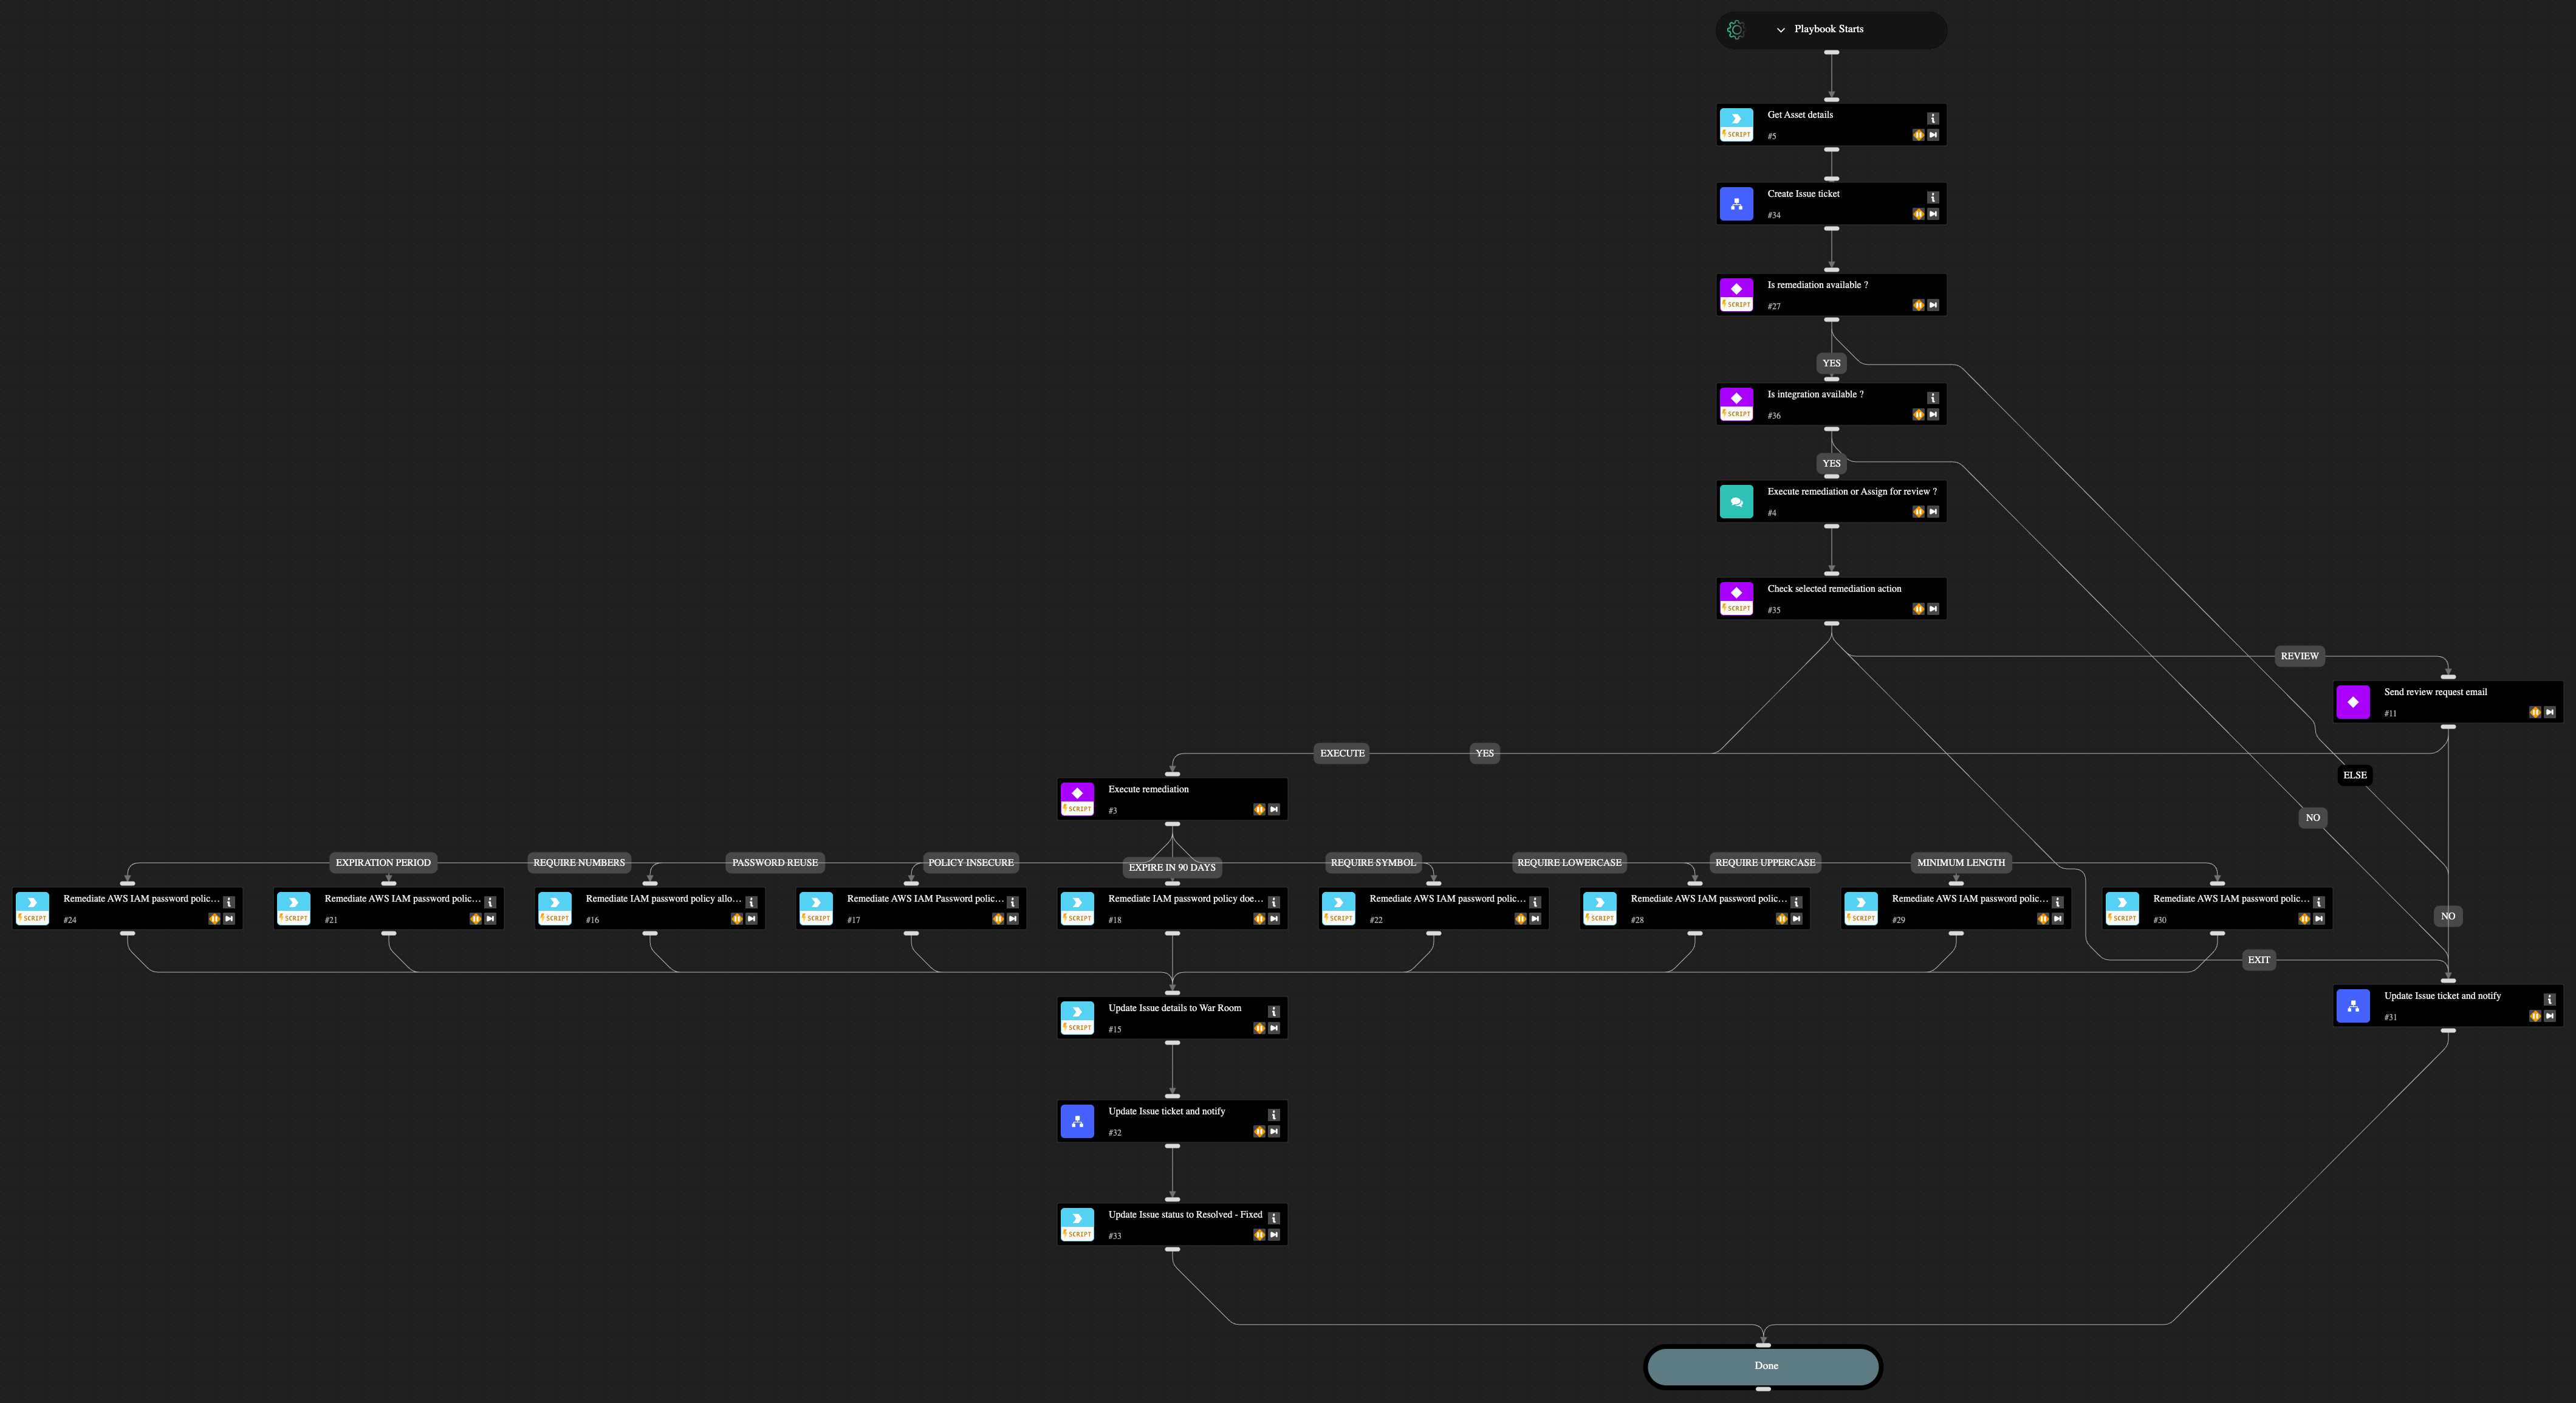 Playbook Starts
Get Asset details
#5
SCRIPT
Create Issue ticket
#34
Is remediation available ?
#27
SCRIPT
YES
Is integration available ?
#36
SCRIPT
YES
Execute remediation or Assign for review ?
#4
Check selected remediation action
#35
SCRIPT
REVIEW
Send review request email
#11
EXECUTE
YES
ELSE
Execute remediation
#3
SCRIPT
NO
EXPIRATION PERIOD
REQUIRE NUMBERS
PASSWORD REUSE
POLICY INSECURE
EXPIRE IN 90 DAYS
REQUIRE SYMBOL
REQUIRE LOWERCASE
REQUIRE UPPERCASE
MINIMUM LENGTH
Remediate AWS IAM password polic...
#24
SCRIPT
Remediate AWS IAM password polic...
#21
SCRIPT
Remediate IAM password policy allo...
#16
SCRIPT
Remediate AWS IAM Password polic...
#17
SCRIPT
Remediate IAM password policy doe...
#18
SCRIPT
Remediate AWS IAM password polic...
#22
SCRIPT
Remediate AWS IAM password polic...
#28
SCRIPT
Remediate AWS IAM password polic...
#29
SCRIPT
Remediate AWS IAM password polic...
#30
SCRIPT
NO
EXIT
Update Issue ticket and notify
#31
Update Issue details to War Room
#15
SCRIPT
Update Issue ticket and notify
#32
Update Issue status to Resolved - Fixed
#33
SCRIPT
Done